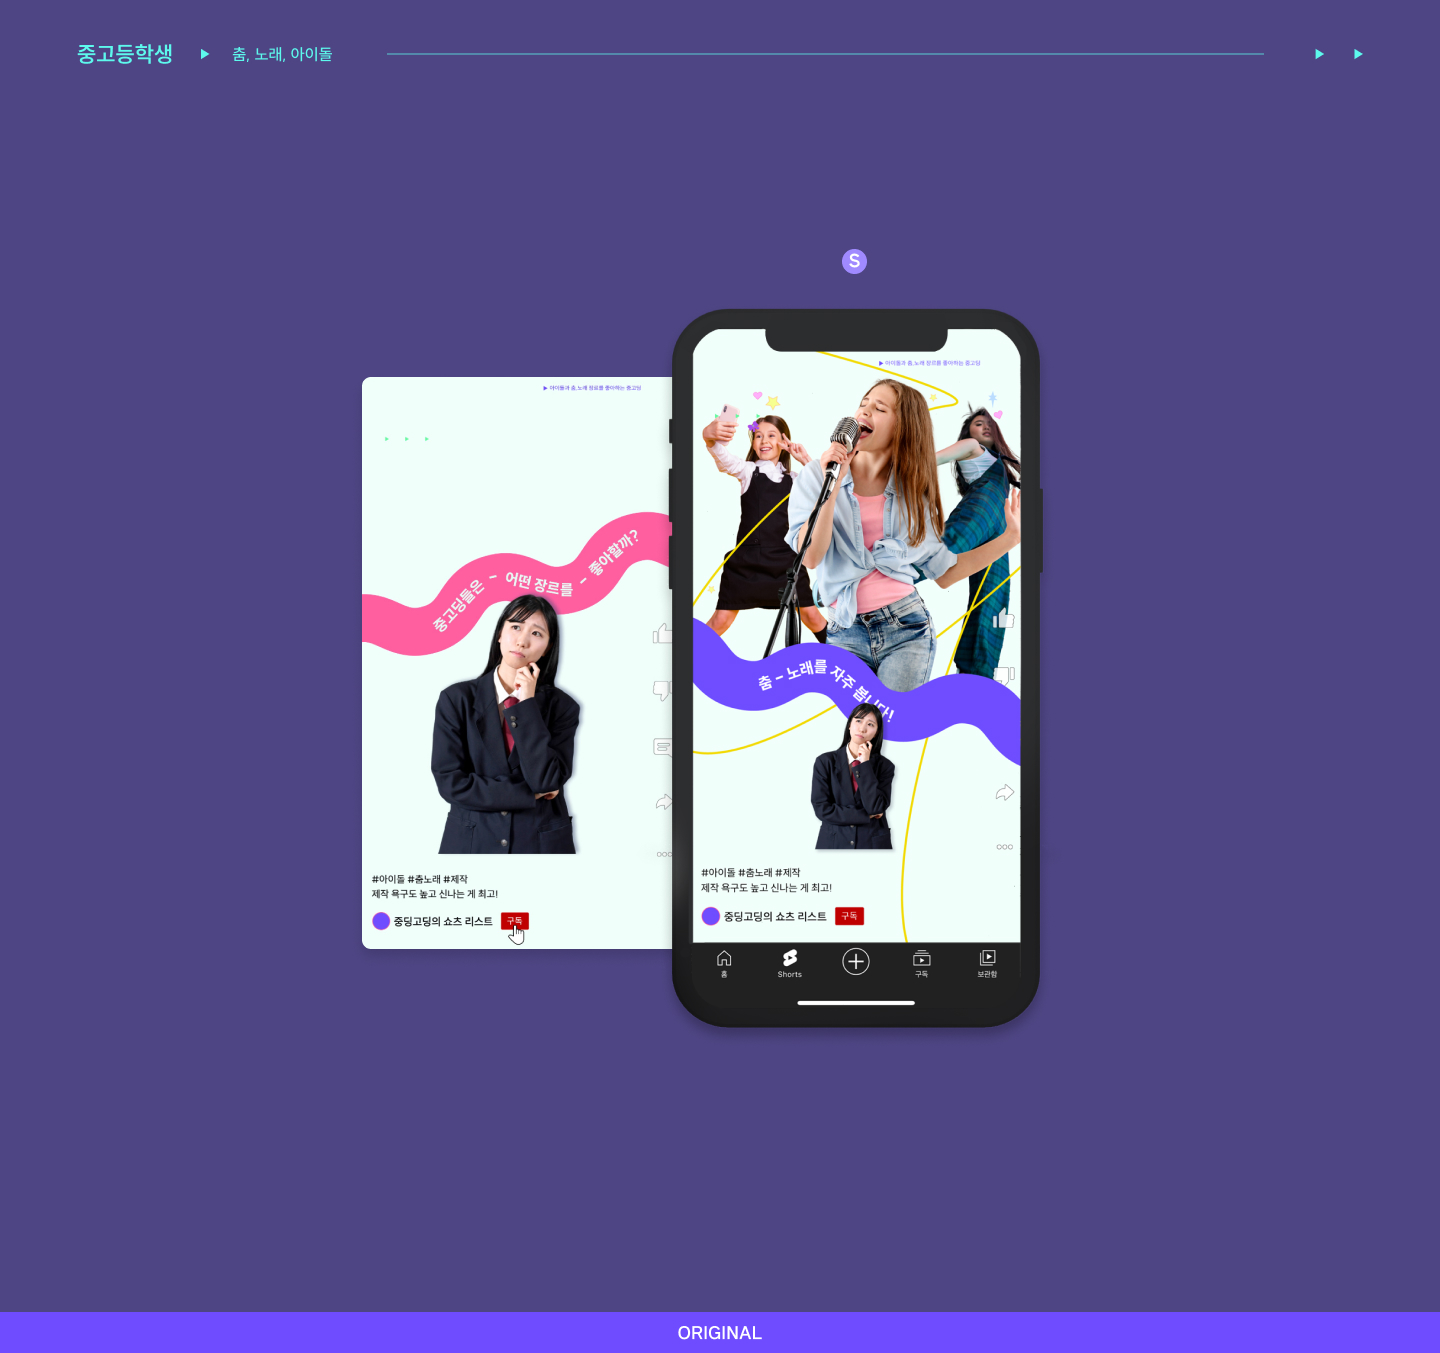 중고등학생 ▶ 춤, 노래, 아이돌
S
▶ 아이돌과 춤,노래 장르를 좋아하는 중고딩
중고딩들은 - 어떤 장르를 - 좋아할까?
#아이돌 #춤노래 #제작
제작 욕구도 높고 신나는 게 최고!
중딩고딩의 쇼츠 리스트 구독
▶ 아이돌과 춤,노래 장르를 좋아하는 중고딩
춤 - 노래를 자주 봅니다!
#아이돌 #춤노래 #제작
제작 욕구도 높고 신나는 게 최고!
중딩고딩의 쇼츠 리스트 구독
홈 Shorts 구독 보관함
ORIGINAL